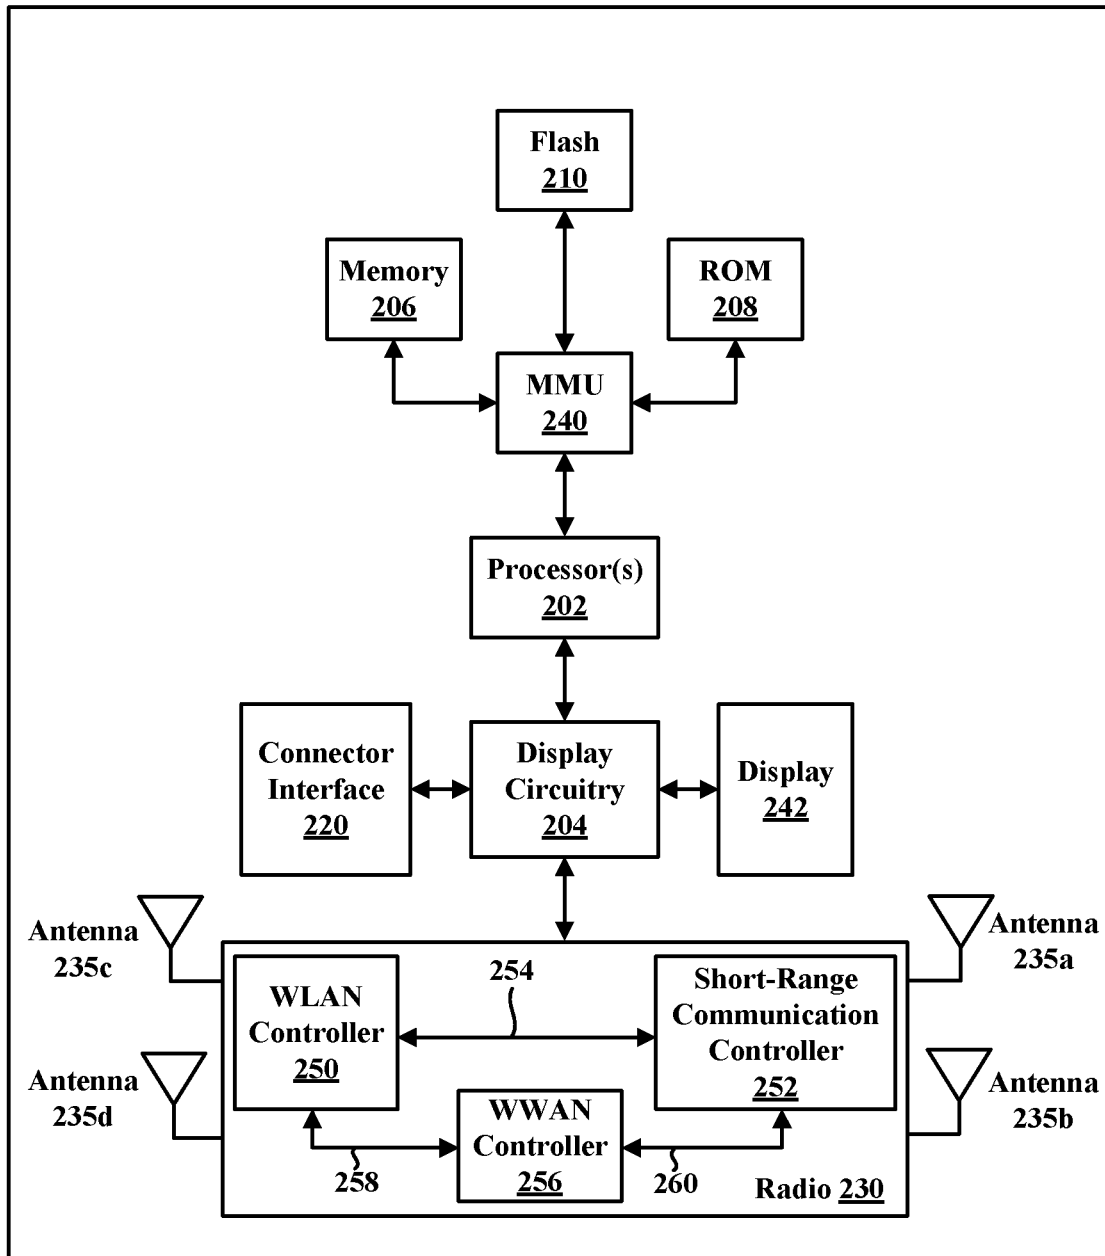 Flash
210
Memory
206
ROM
208
MMU
240
Processor(s)
202
Connector
Interface
220
Display
Circuitry
204
Display
242
Antenna
235c
Antenna
235a
254
WLAN
Controller
250
Short-Range
Communication
Controller
252
Antenna
235d
Antenna
235b
WWAN
Controller
256
258
260
Radio 230